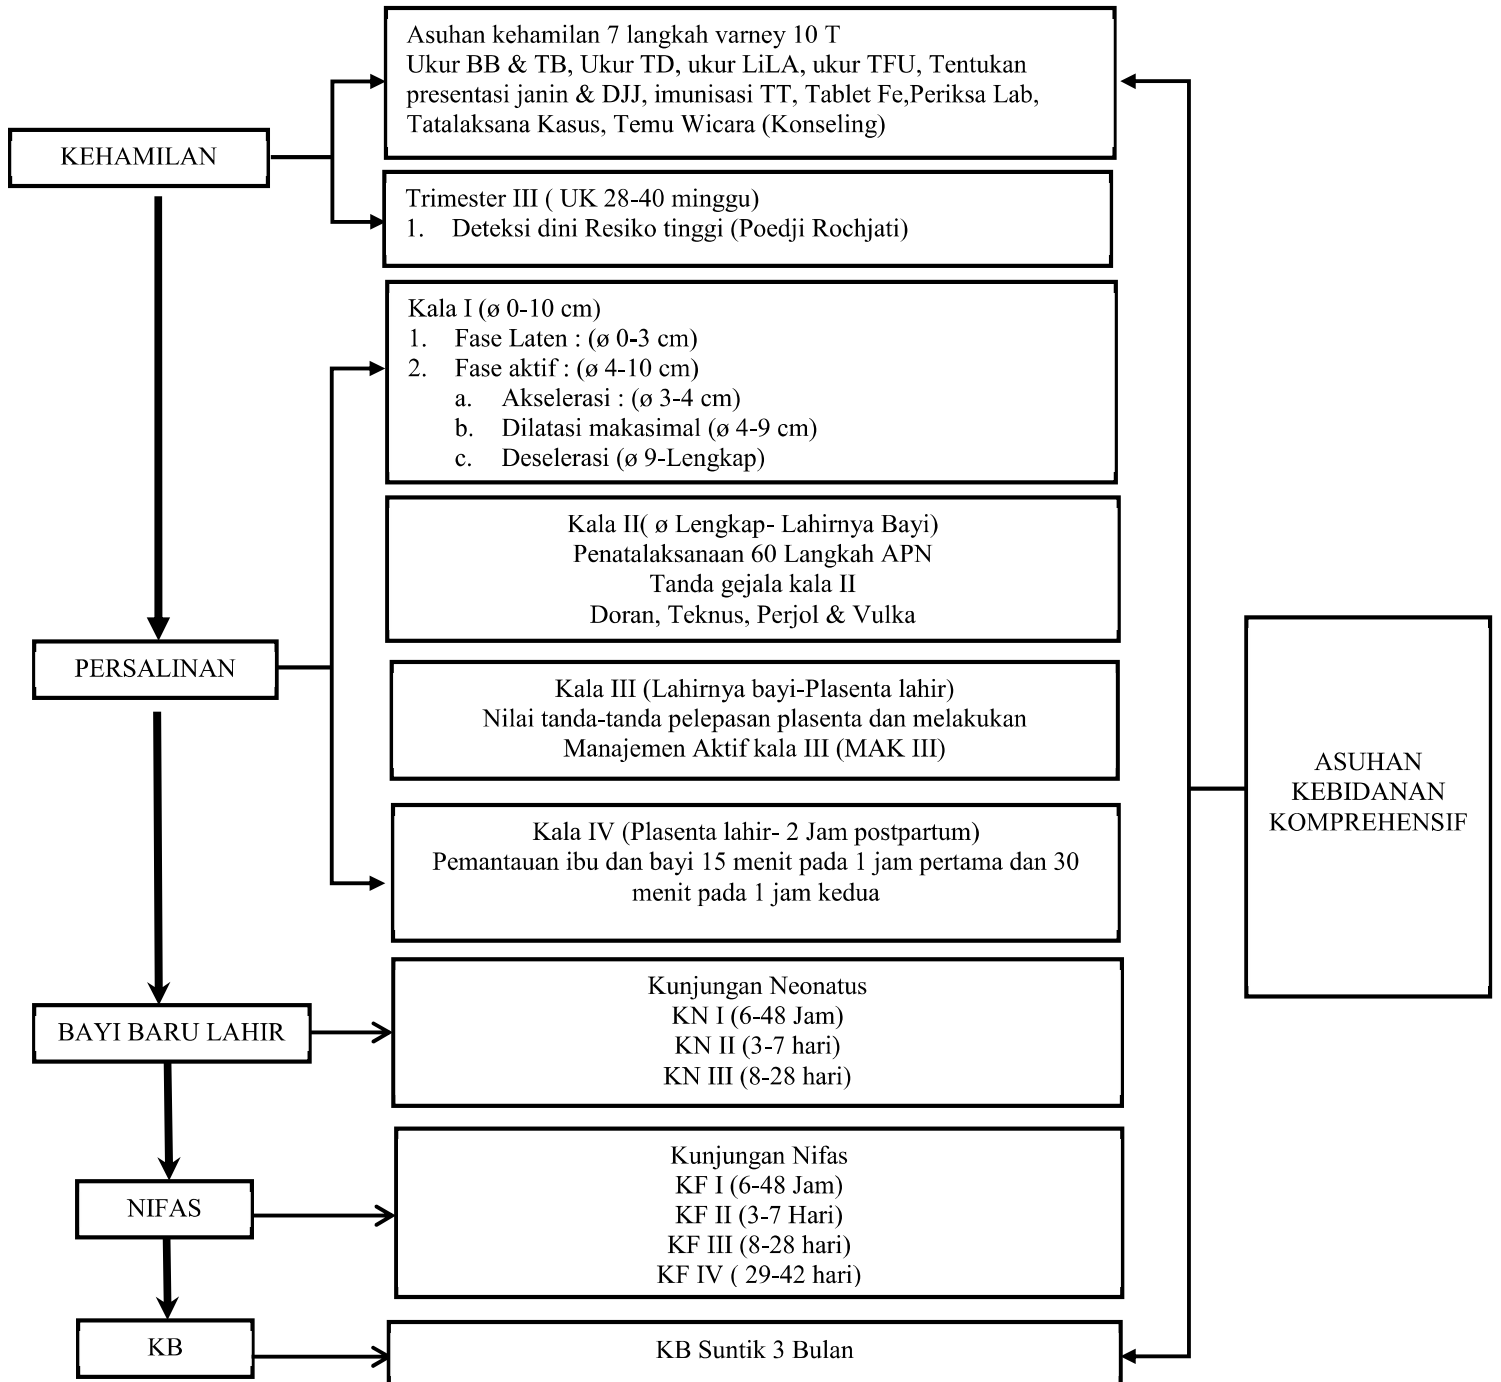 Asuhan kehamilan 7 langkah varney 10 T
Ukur BB & TB, Ukur TD, ukur LiLA, ukur TFU, Tentukan
presentasi janin & DJJ, imunisasi TT, Tablet Fe,Periksa Lab,
Tatalaksana Kasus, Temu Wicara (Konseling)
KEHAMILAN
Trimester III ( UK 28-40 minggu)
1. Deteksi dini Resiko tinggi (Poedji Rochjati)
Kala I (ø 0-10 cm)
1. Fase Laten : (ø 0-3 cm)
2. Fase aktif : (ø 4-10 cm)
a. Akselerasi : (ø 3-4 cm)
b. Dilatasi makasimal (ø 4-9 cm)
c. Deselerasi (ø 9-Lengkap)
Kala II( ø Lengkap- Lahirnya Bayi)
Penatalaksanaan 60 Langkah APN
Tanda gejala kala II
Doran, Teknus, Perjol & Vulka
PERSALINAN
Kala III (Lahirnya bayi-Plasenta lahir)
Nilai tanda-tanda pelepasan plasenta dan melakukan
Manajemen Aktif kala III (MAK III)
Kala IV (Plasenta lahir- 2 Jam postpartum)
Pemantauan ibu dan bayi 15 menit pada 1 jam pertama dan 30
menit pada 1 jam kedua
ASUHAN
KEBIDANAN
KOMPREHENSIF
BAYI BARU LAHIR
Kunjungan Neonatus
KN I (6-48 Jam)
KN II (3-7 hari)
KN III (8-28 hari)
NIFAS
Kunjungan Nifas
KF I (6-48 Jam)
KF II (3-7 Hari)
KF III (8-28 hari)
KF IV ( 29-42 hari)
KB
KB Suntik 3 Bulan